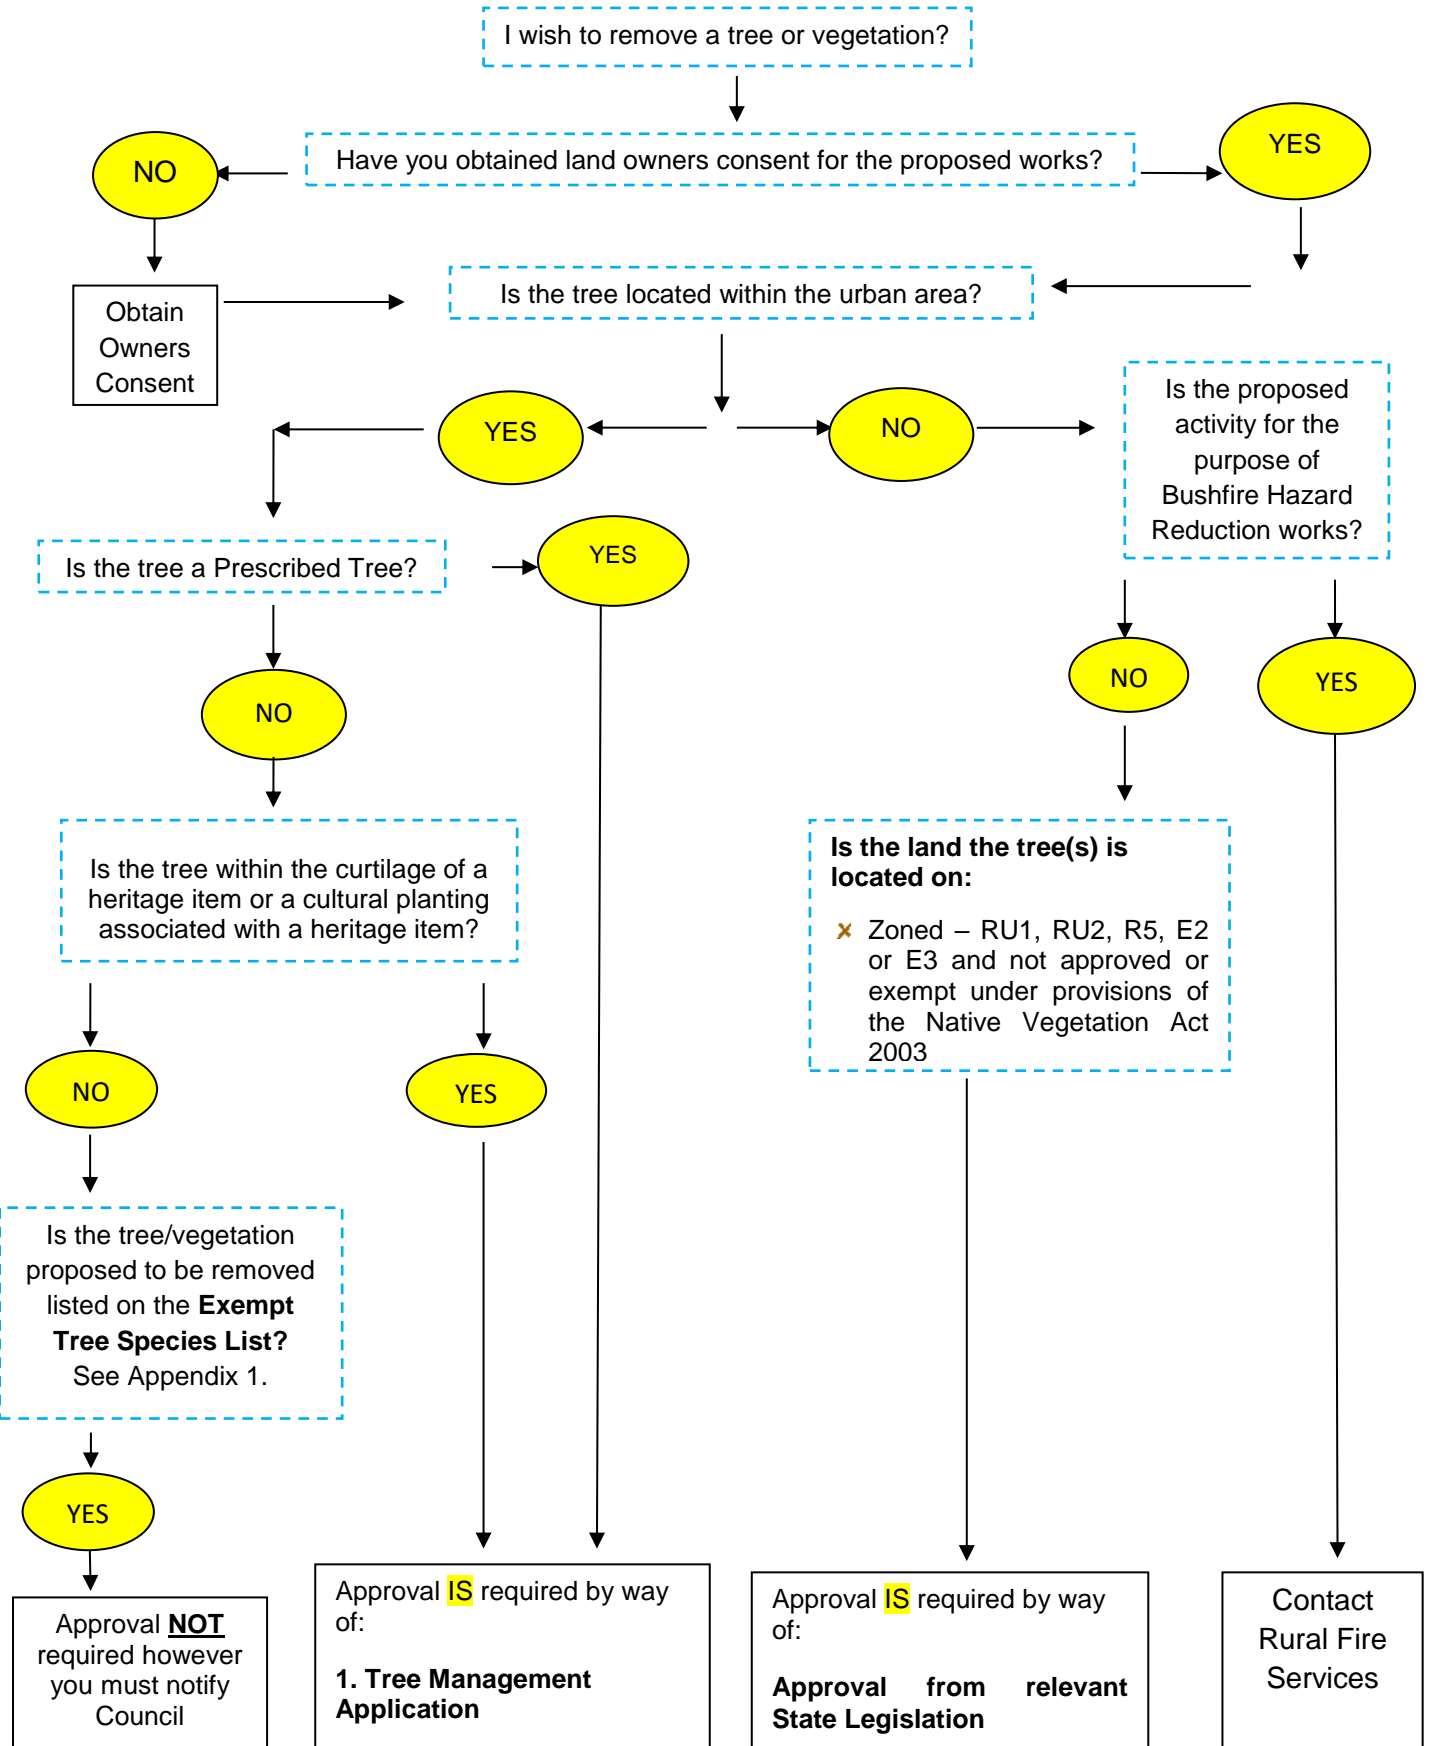 I wish to remove a tree or vegetation?
Have you obtained land owners consent for the proposed works?
NO
YES
Obtain
Owners
Consent
Is the tree located within the urban area?
YES
NO
Is the proposed
activity for the
purpose of
Bushfire Hazard
Reduction works?
Is the tree a Prescribed Tree?
YES
NO
NO
YES
Is the tree within the curtilage of a
heritage item or a cultural planting
associated with a heritage item?
Is the land the tree(s) is
located on:
Zoned – RU1, RU2, R5, E2
or E3 and not approved or
exempt under provisions of
the Native Vegetation Act
2003
NO
YES
Is the tree/vegetation
proposed to be removed
listed on the Exempt
Tree Species List?
See Appendix 1.
YES
Approval NOT
required however
you must notify
Council
Approval IS required by way
of:
1. Tree Management
Application
Approval IS required by way
of:
Approval from relevant
State Legislation
Contact
Rural Fire
Services